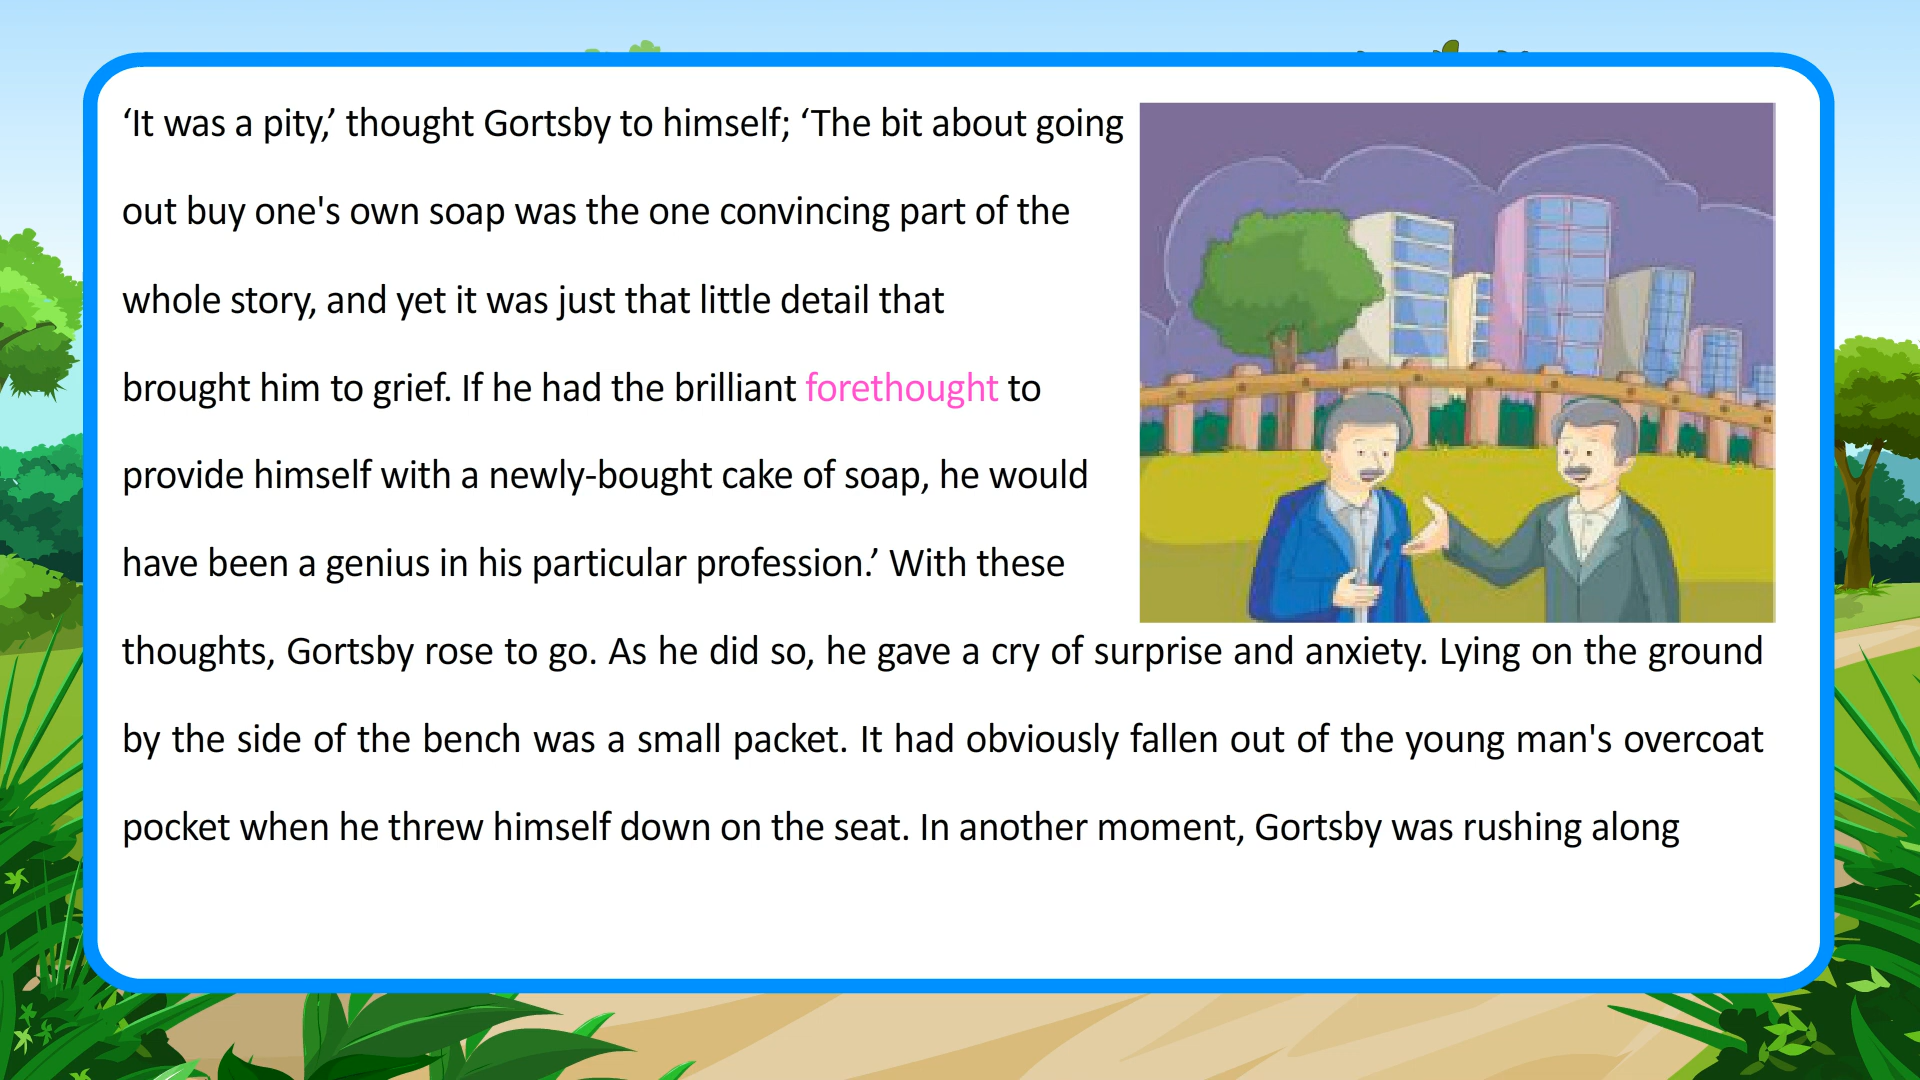 ‘It was a pity,’ thought Gortsby to himself; ‘The bit about going
out buy one's own soap was the one convincing part of the
whole story, and yet it was just that little detail that
brought him to grief. If he had the brilliant forethought to
provide himself with a newly-bought cake of soap, he would
have been a genius in his particular profession.’ With these
thoughts, Gortsby rose to go. As he did so, he gave a cry of surprise and anxiety. Lying on the ground
by the side of the bench was a small packet. It had obviously fallen out of the young man's overcoat
pocket when he threw himself down on the seat. In another moment, Gortsby was rushing along